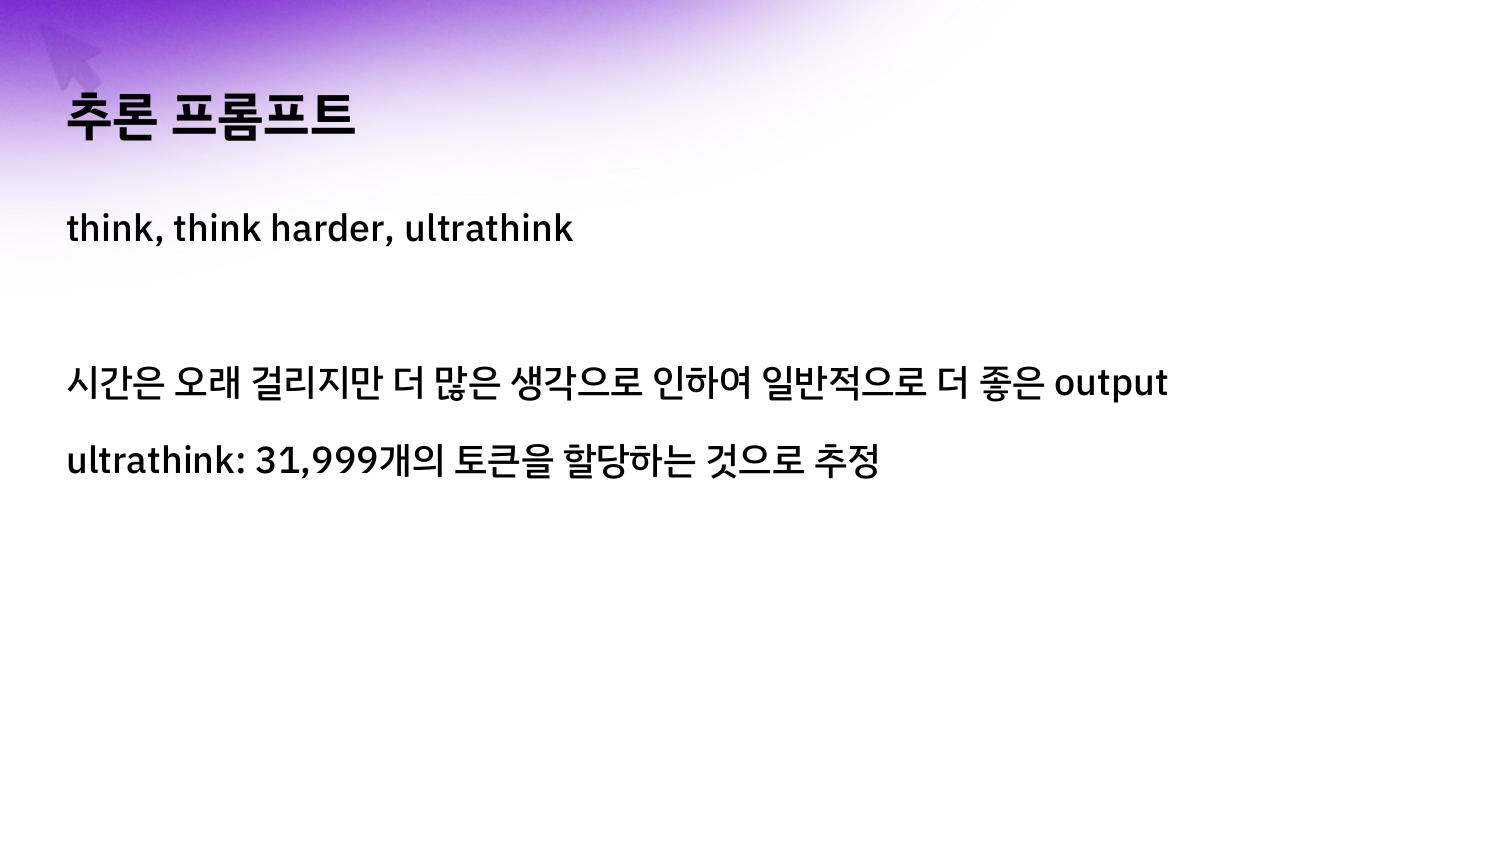 추론 프롬프트
think, think harder, ultrathink
시간은 오래 걸리지만 더 많은 생각으로 인하여 일반적으로 더 좋은 output
ultrathink: 31,999개의 토큰을 할당하는 것으로 추정